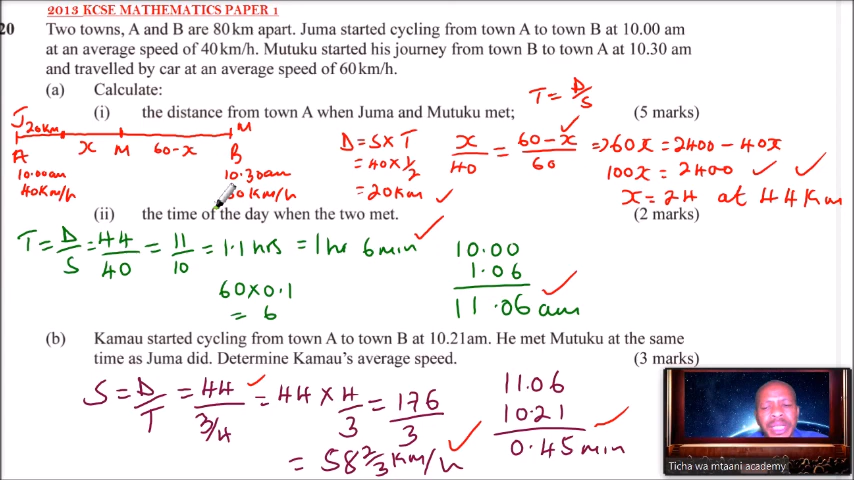 2013 KCSE MATHEMATICS PAPER 1
20 Two towns, A and B are 80 km apart. Juma started cycling from town A to town B at 10.00 am
at an average speed of 40 km/h. Mutuku started his journey from town B to town A at 10.30 am
and travelled by car at an average speed of 60 km/h.
(a) Calculate:
T = D/S
(i) the distance from town A when Juma and Mutuku met; (5 marks)
J 20Km M
x M 60-x
A B
10.00am 10.30am
40Km/h 60Km/h
D = S x T
= 40 x 1/2
= 20Km
x/40 = 60-x/60 => 60x = 2400 - 40x
100x = 2400
x = 24 at 44Km
(ii) the time of the day when the two met. (2 marks)
T = D/S = 44/40 = 11/10 = 1.1 hrs = 1 hr 6 min
60 x 0.1
= 6
10.00
1.06
11.06 am
(b) Kamau started cycling from town A to town B at 10.21am. He met Mutuku at the same
time as Juma did. Determine Kamau's average speed. (3 marks)
S = D/T = 44/3/4 = 44 x 4/3 = 176/3
= 58 2/3 Km/h
11.06
10.21
0.45 min
Ticha wa mtaani academy